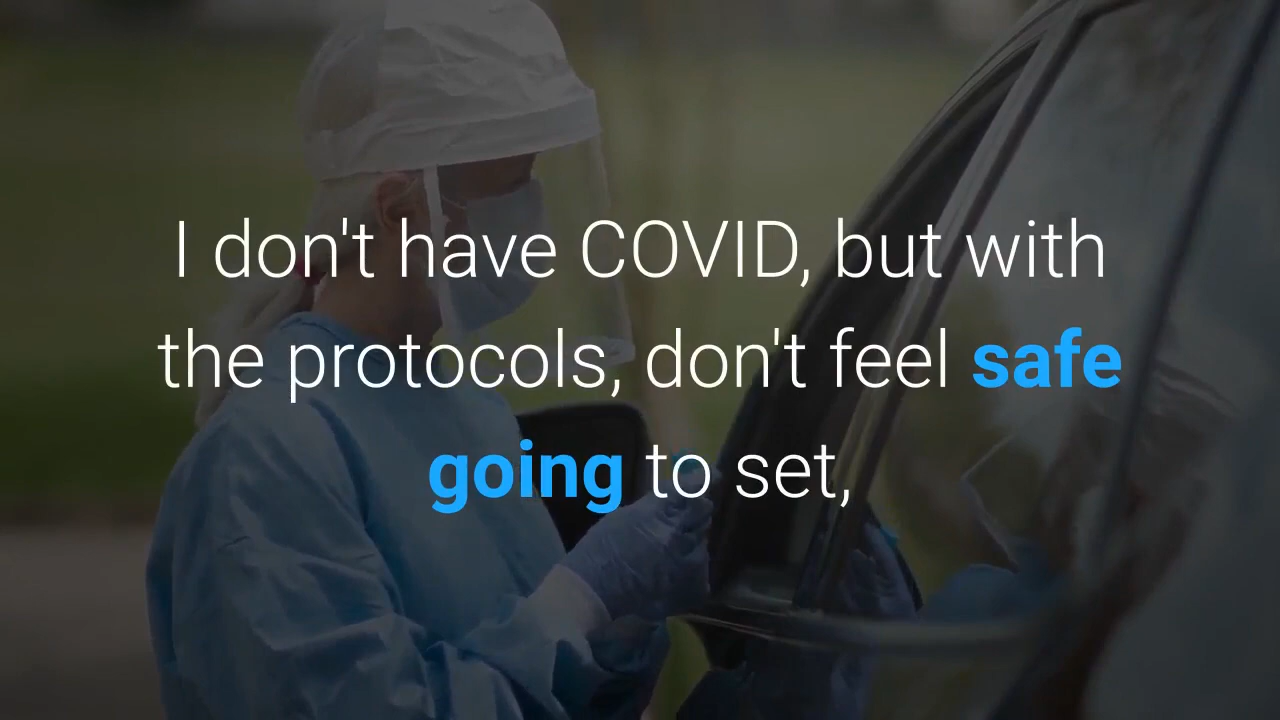 I don't have COVID, but with
the protocols, don't feel safe
going to set,